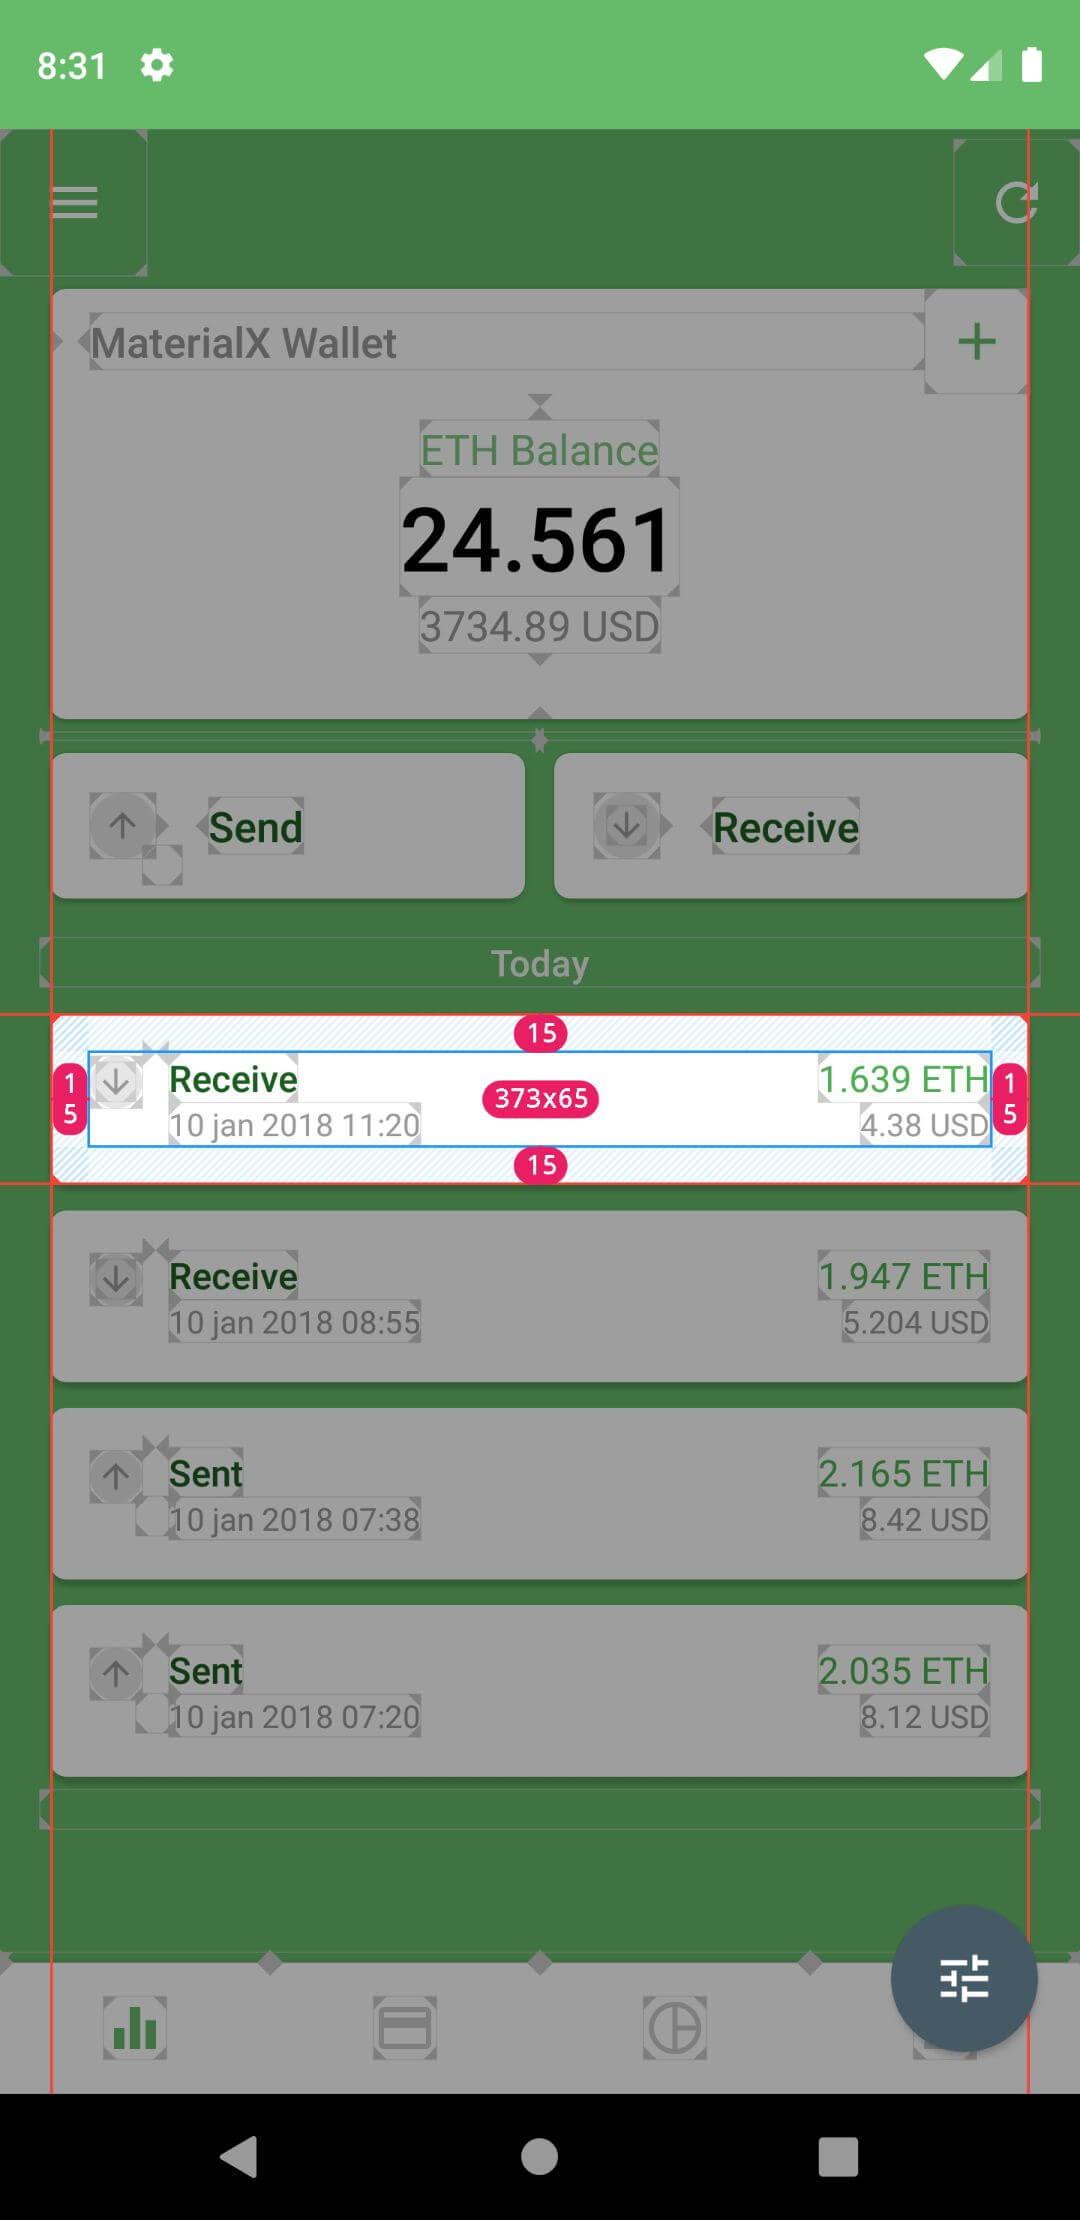 8:31
MaterialX Wallet
ETH Balance
24.561
3734.89 USD
Send
Receive
Today
15
Receive
1.639 ETH
15
373x65
15
10 jan 2018 11:20
4.38 USD
15
Receive
1.947 ETH
10 jan 2018 08:55
5.204 USD
Sent
2.165 ETH
10 jan 2018 07:38
8.42 USD
Sent
2.035 ETH
10 jan 2018 07:20
8.12 USD